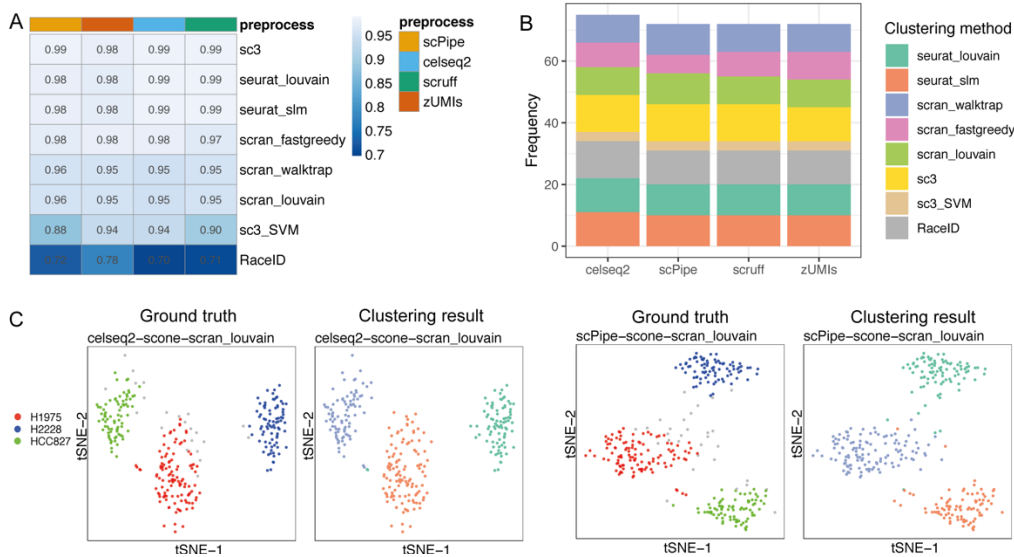 A
preprocess
0.99 0.98 0.99 0.99 sc3
0.98 0.98 0.99 0.99 seurat_louvain
0.98 0.98 0.99 0.99 seurat_slm
0.98 0.98 0.98 0.97 scran_fastgreedy
0.96 0.95 0.95 0.95 scran_walktrap
0.96 0.95 0.95 0.95 scran_louvain
0.88 0.94 0.94 0.90 sc3_SVM
0.78 0.70 0.71 RaceID
0.95
0.9
0.85
0.8
0.75
0.7
preprocess
scPipe
celseq2
scruff
zUMIs
B
Frequency
60
40
20
0
celseq2 scPipe scruff zUMIs
Clustering method
seurat_louvain
seurat_slm
scran_walktrap
scran_fastgreedy
scran_louvain
sc3
sc3_SVM
RaceID
C
H1975
H2228
HCC827
Ground truth
celseq2-scone-scran_louvain
tSNE-2
tSNE-1
Clustering result
celseq2-scone-scran_louvain
tSNE-2
tSNE-1
Ground truth
scPipe-scone-scran_louvain
tSNE-2
tSNE-1
Clustering result
scPipe-scone-scran_louvain
tSNE-2
tSNE-1